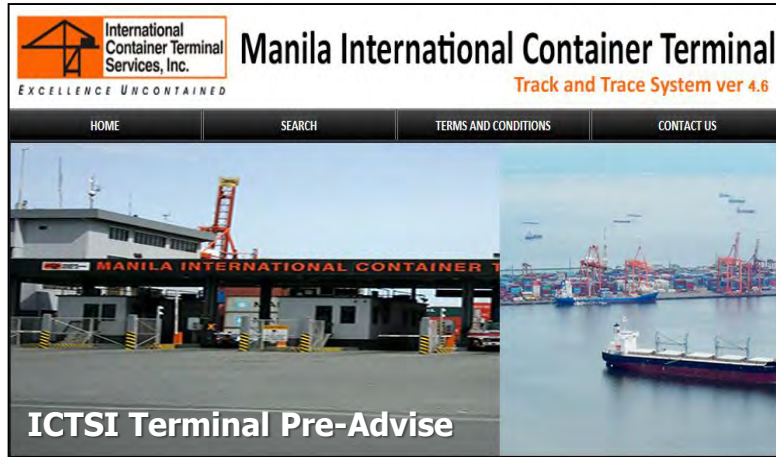 International
Container Terminal
Services, Inc.
EXCELLENCE UNCONTAINED
Manila International Container Terminal
Track and Trace System ver 4.6
HOME
SEARCH
TERMS AND CONDITIONS
CONTACT US
MANILA INTERNATIONAL CONTAINER T
ICTSI Terminal Pre-Advise